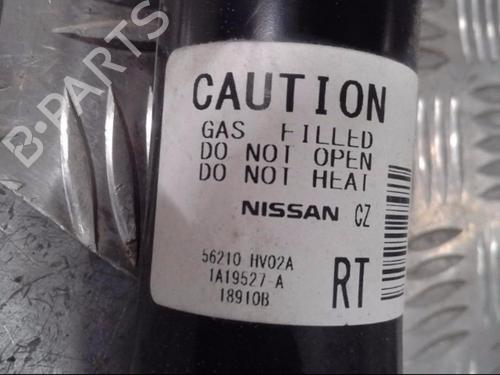 B-PARTS
CAUTION
GAS FILLED
DO NOT OPEN
DO NOT HEAT
NISSAN CZ
56210 HV02A
1A19527-A
18910B
RT